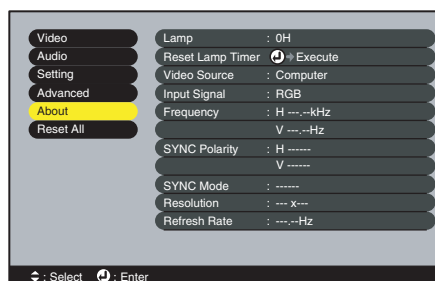 Video
Audio
Setting
Advanced
About
Reset All
Lamp : 0H
Reset Lamp Timer Execute
Video Source : Computer
Input Signal : RGB
Frequency : H ---.--kHz
V ---.--Hz
SYNC Polarity : H ------
V ------
SYNC Mode : ------
Resolution : --- x---
Refresh Rate : ---.--Hz
: Select : Enter